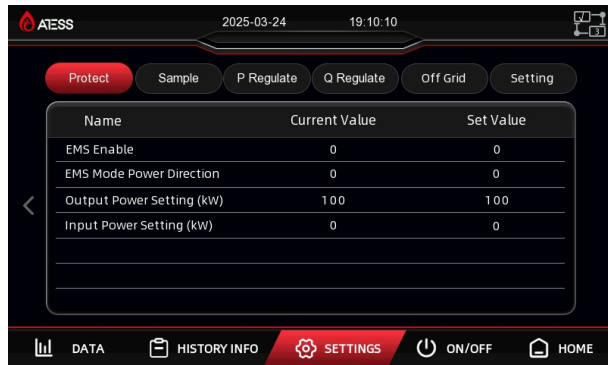 ATESS 2025-03-24 19:10:10
3
Protect Sample P Regulate Q Regulate Off Grid Setting
Name Current Value Set Value
EMS Enable 0 0
EMS Mode Power Direction 0 0
Output Power Setting (kW) 100 100
Input Power Setting (kW) 0 0
DATA HISTORY INFO SETTINGS ON/OFF HOME